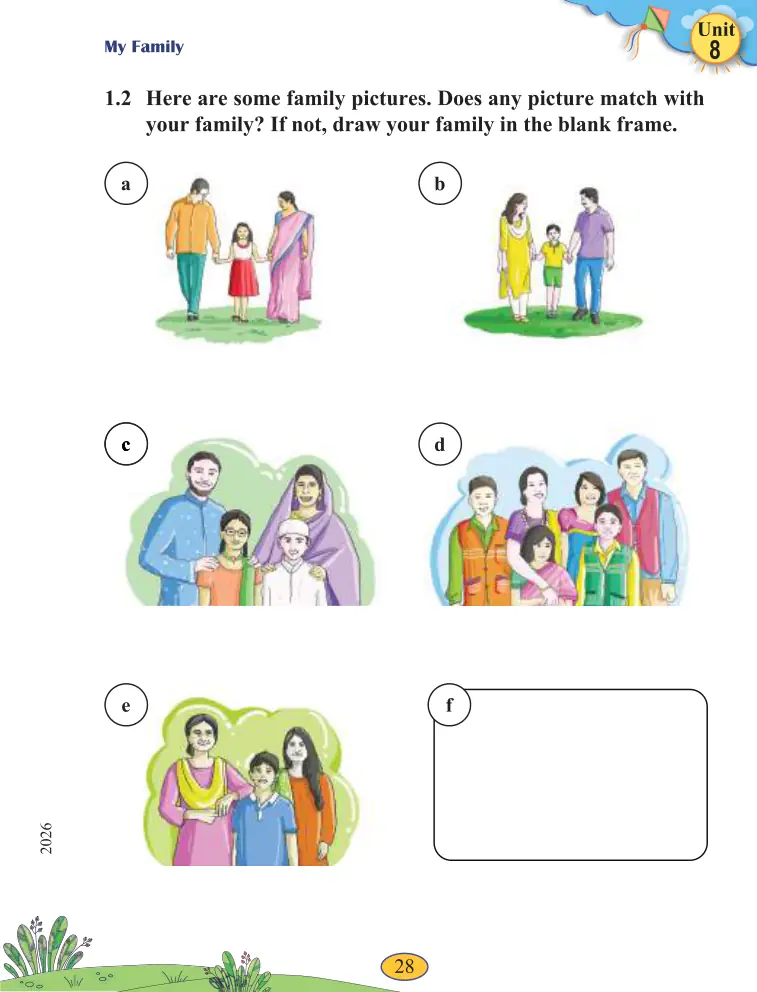 Unit
8
My Family
1.2 Here are some family pictures. Does any picture match with
your family? If not, draw your family in the blank frame.
a
b
c
d
e
f
2026
28